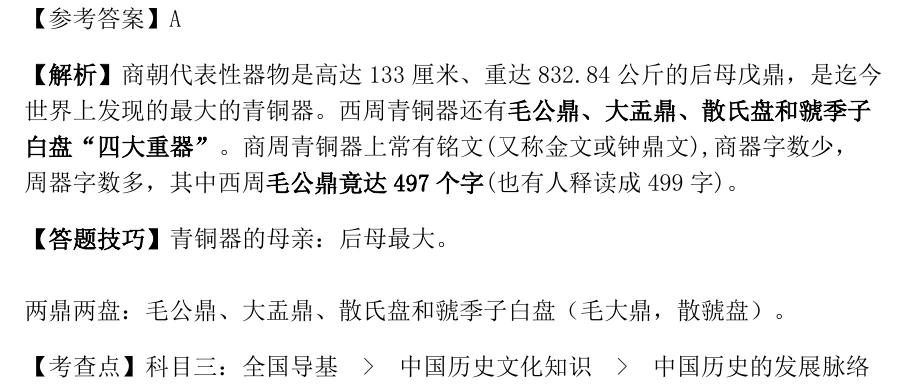 【参考答案】A
【解析】商朝代表性器物是高达 133 厘米、重达 832.84 公斤的后母戊鼎，是迄今
世界上发现的最大的青铜器。西周青铜器还有毛公鼎、大盂鼎、散氏盘和虢季子
白盘“四大重器”。商周青铜器上常有铭文(又称金文或钟鼎文),商器字数少，
周器字数多，其中西周毛公鼎竟达 497 个字(也有人释读成 499 字)。
【答题技巧】青铜器的母亲：后母最大。
两鼎两盘：毛公鼎、大盂鼎、散氏盘和虢季子白盘（毛大鼎，散虢盘）。
【考查点】科目三：全国导基 > 中国历史文化知识 > 中国历史的发展脉络